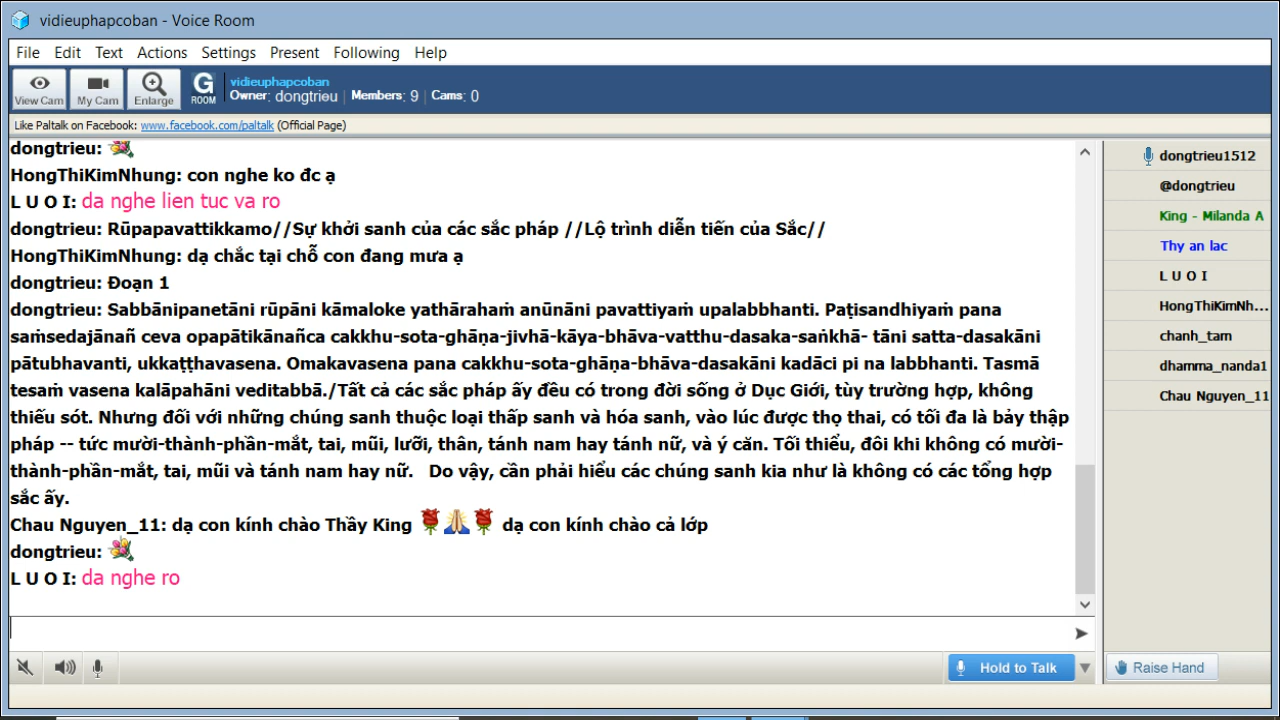 vidieuphapcoban - Voice Room
File Edit Text Actions Settings Present Following Help
View Cam My Cam Enlarge G ROOM
vidieuphapcoban
Owner: dongtrieu | Members: 9 | Cams: 0
Like Paltalk on Facebook: www.facebook.com/paltalk (Official Page)
dongtrieu:
HongThiKimNhung: con nghe ko đc ạ
L U O I: da nghe lien tuc va ro
dongtrieu: Rūpapavattikkamo//Sự khởi sanh của các sắc pháp //Lộ trình diễn tiến của Sắc//
HongThiKimNhung: dạ chắc tại chỗ con đang mưa ạ
dongtrieu: Đoạn 1
dongtrieu: Sabbānipanetāni rūpāni kāmaloke yathārahaṁ anūnāni pavattiyaṁ upalabbhanti. Paṭisandhiyaṁ pana
saṁsedajānañ ceva opapātikānañca cakkhu-sota-ghāṇa-jivhā-kāya-bhāva-vatthu-dasaka-saṅkhā- tāni satta-dasakāni
pātubhavanti, ukkaṭṭhavasena. Omakavasena pana cakkhu-sota-ghāṇa-bhāva-dasakāni kadāci pi na labbhanti. Tasmā
tesaṁ vasena kalāpahāni veditabbā./Tất cả các sắc pháp ấy đều có trong đời sống ở Dục Giới, tùy trường hợp, không
thiếu sót. Nhưng đối với những chúng sanh thuộc loại thấp sanh và hóa sanh, vào lúc được thọ thai, có tối đa là bảy thập
pháp -- tức mười-thành-phần-mắt, tai, mũi, lưỡi, thân, tánh nam hay tánh nữ, và ý căn. Tối thiểu, đôi khi không có mười-
thành-phần-mắt, tai, mũi và tánh nam hay nữ. Do vậy, cần phải hiểu các chúng sanh kia như là không có các tổng hợp
sắc ấy.
Chau Nguyen_11: dạ con kính chào Thầy King 🌹🙏🌹 dạ con kính chào cả lớp
dongtrieu:
L U O I: da nghe ro
dongtrieu1512
@dongtrieu
King - Milanda A
Thy an lac
L U O I
HongThiKimNh...
chanh_tam
dhamma_nanda1
Chau Nguyen_11
Hold to Talk
Raise Hand